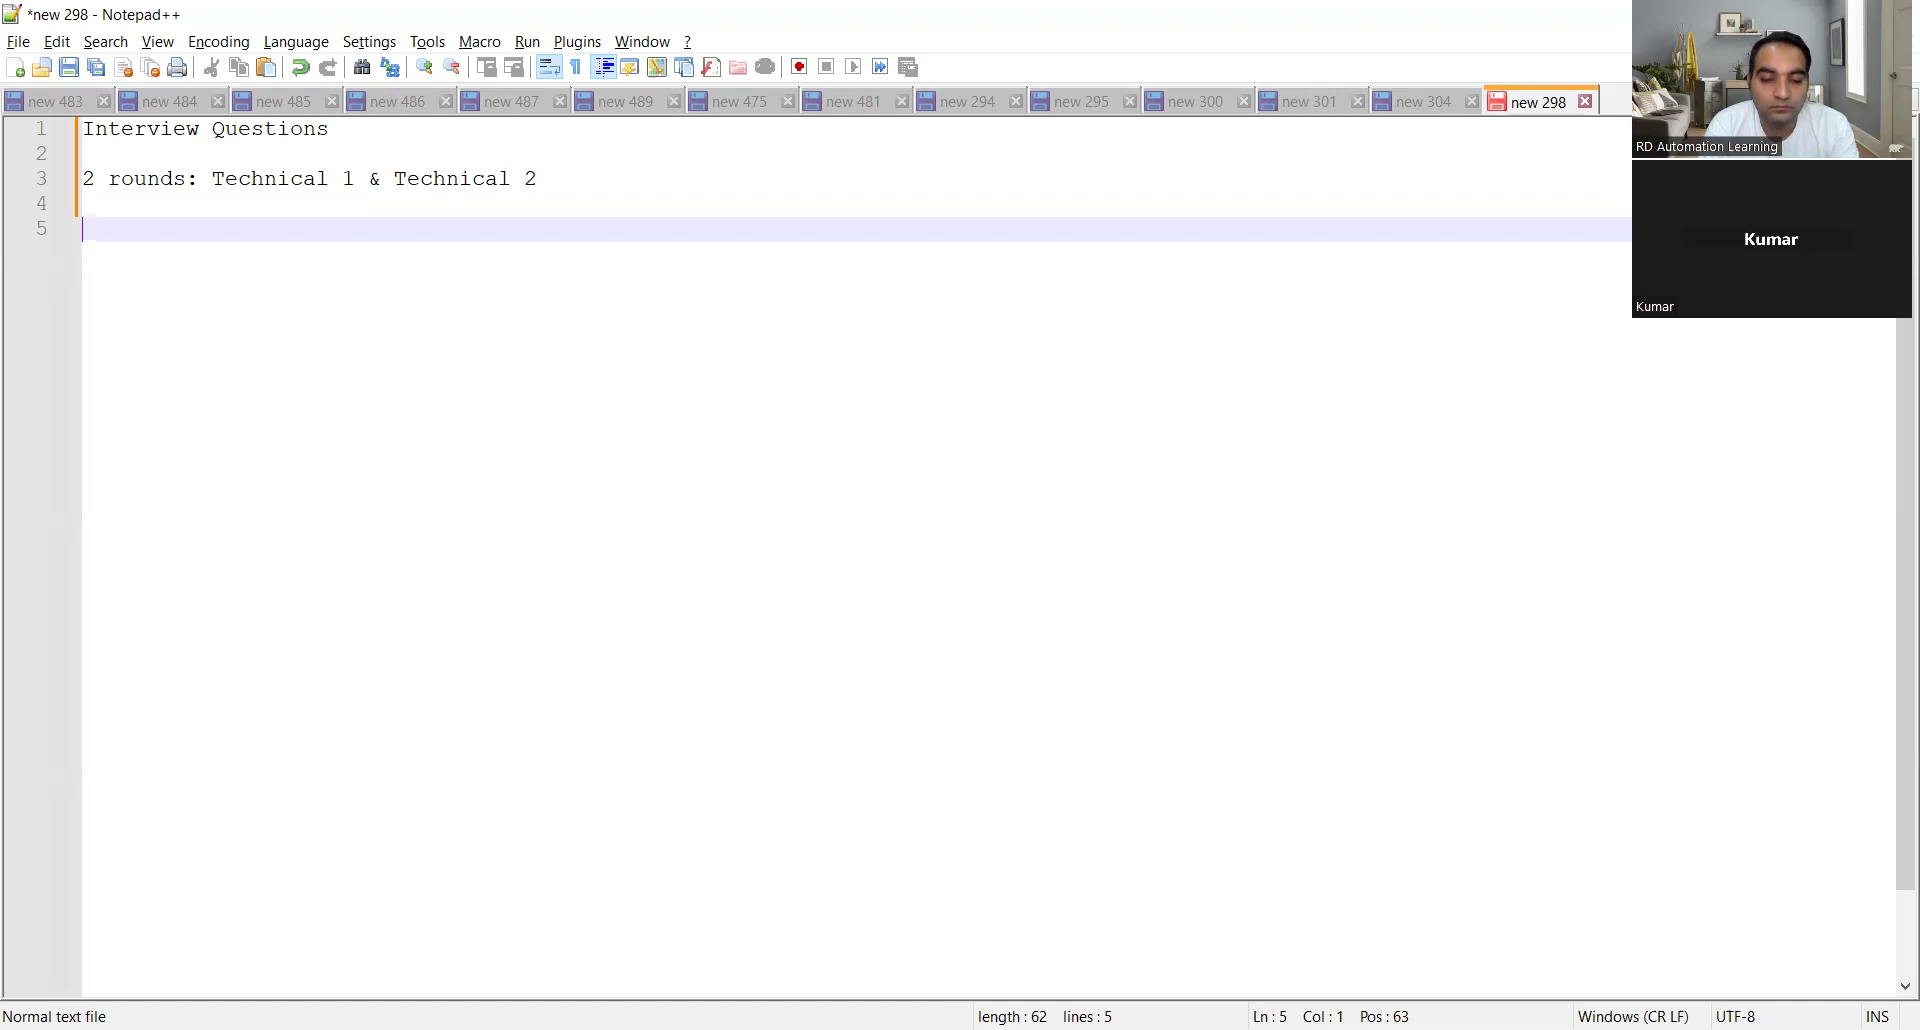 *new 298 - Notepad++
File Edit Search View Encoding Language Settings Tools Macro Run Plugins Window ?
new 483 new 484 new 485 new 486 new 487 new 489 new 475 new 481 new 294 new 295 new 300 new 301 new 304 new 298
1 Interview Questions
2
3 2 rounds: Technical 1 & Technical 2
4
5
RD Automation Learning
Kumar
Kumar
Normal text file length : 62 lines : 5 Ln : 5 Col : 1 Pos : 63 Windows (CR LF) UTF-8 INS